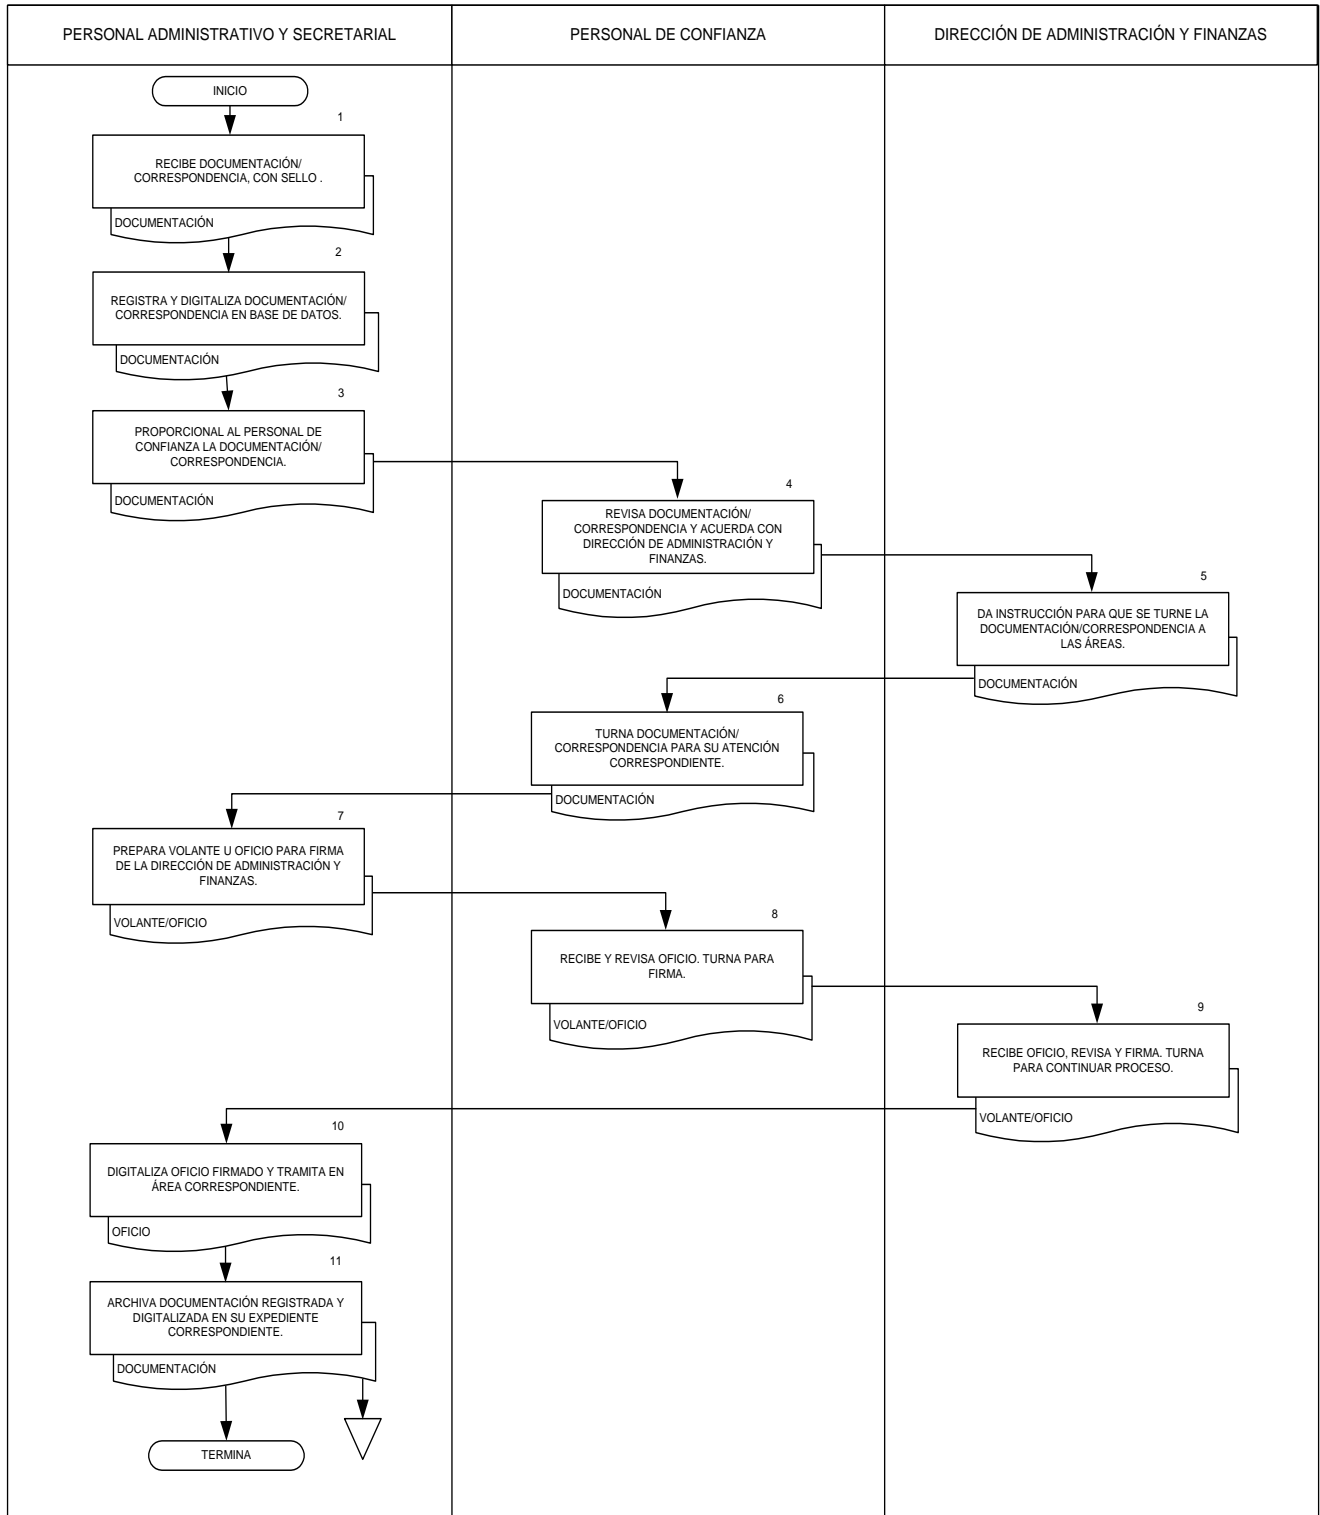 PERSONAL ADMINISTRATIVO Y SECRETARIAL
PERSONAL DE CONFIANZA
DIRECCIÓN DE ADMINISTRACIÓN Y FINANZAS
INICIO
1
RECIBE DOCUMENTACIÓN/
CORRESPONDENCIA, CON SELLO .
DOCUMENTACIÓN
2
REGISTRA Y DIGITALIZA DOCUMENTACIÓN/
CORRESPONDENCIA EN BASE DE DATOS.
DOCUMENTACIÓN
3
PROPORCIONAL AL PERSONAL DE
CONFIANZA LA DOCUMENTACIÓN/
CORRESPONDENCIA.
DOCUMENTACIÓN
4
REVISA DOCUMENTACIÓN/
CORRESPONDENCIA Y ACUERDA CON
DIRECCIÓN DE ADMINISTRACIÓN Y
FINANZAS.
DOCUMENTACIÓN
5
DA INSTRUCCIÓN PARA QUE SE TURNE LA
DOCUMENTACIÓN/CORRESPONDENCIA A
LAS ÁREAS.
DOCUMENTACIÓN
6
TURNA DOCUMENTACIÓN/
CORRESPONDENCIA PARA SU ATENCIÓN
CORRESPONDIENTE.
DOCUMENTACIÓN
7
PREPARA VOLANTE U OFICIO PARA FIRMA
DE LA DIRECCIÓN DE ADMINISTRACIÓN Y
FINANZAS.
VOLANTE/OFICIO
8
RECIBE Y REVISA OFICIO. TURNA PARA
FIRMA.
VOLANTE/OFICIO
9
RECIBE OFICIO, REVISA Y FIRMA. TURNA
PARA CONTINUAR PROCESO.
VOLANTE/OFICIO
10
DIGITALIZA OFICIO FIRMADO Y TRAMITA EN
ÁREA CORRESPONDIENTE.
OFICIO
11
ARCHIVA DOCUMENTACIÓN REGISTRADA Y
DIGITALIZADA EN SU EXPEDIENTE
CORRESPONDIENTE.
DOCUMENTACIÓN
TERMINA